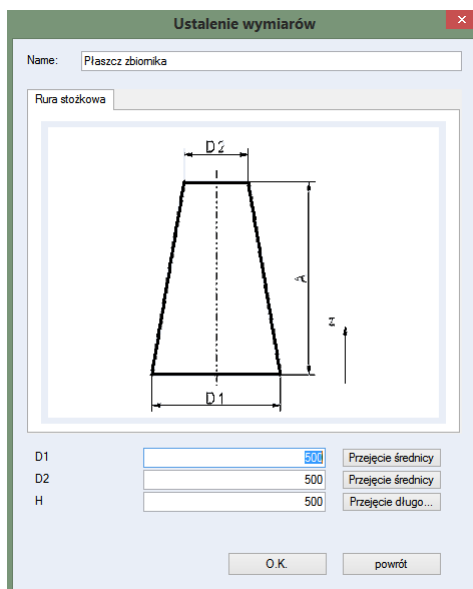 Ustalenie wymiarów
Name: Płaszcz zbiornika
Rura stożkowa
D2
A
z
D1
D1 500 Przejęcie średnicy
D2 500 Przejęcie średnicy
H 500 Przejęcie długo...
O.K. powrót